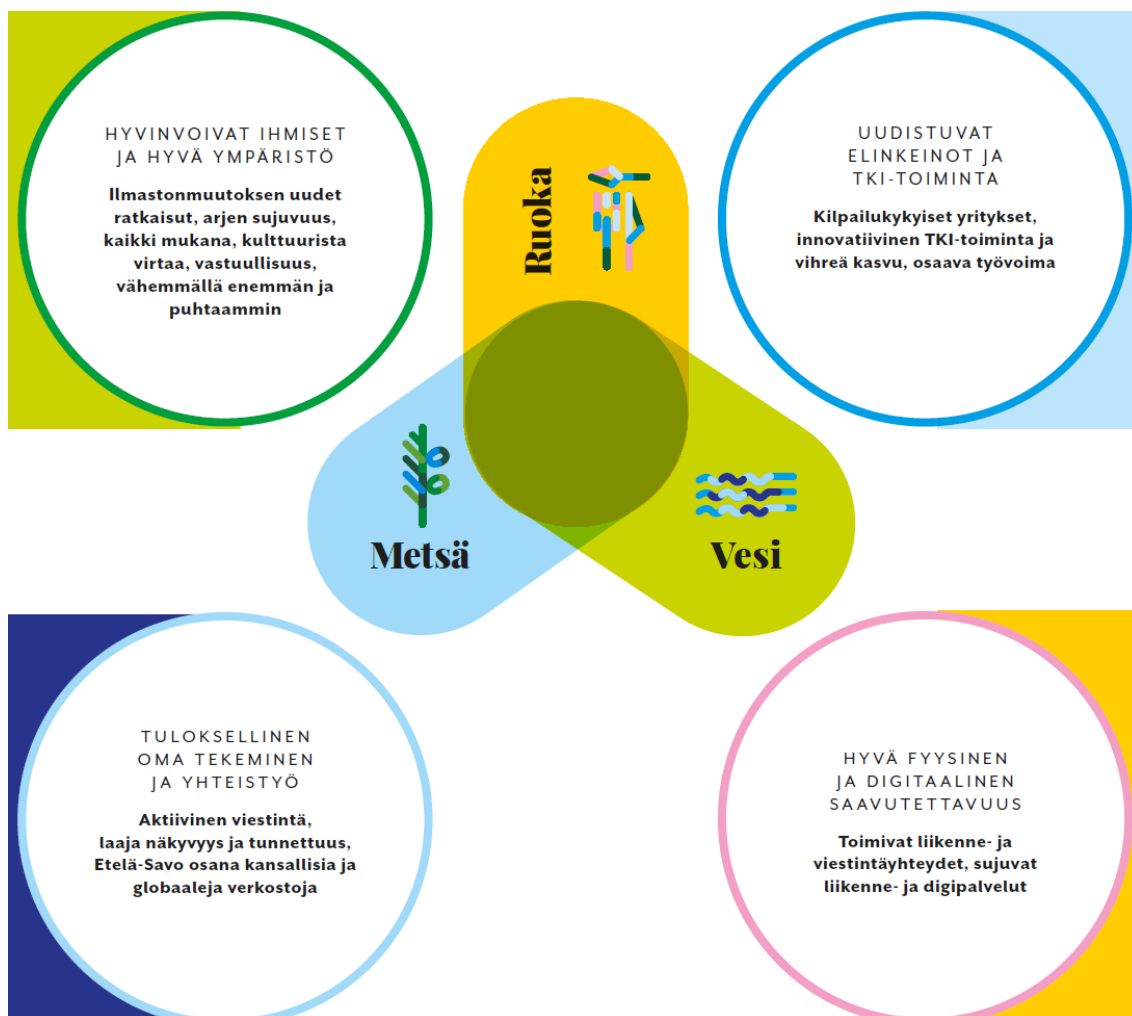 HYVINVOIVAT IHMISET
JA HYVÄ YMPÄRISTÖ
Ilmastonmuutoksen uudet
ratkaisut, arjen sujuvuus,
kaikki mukana, kulttuurista
virtaa, vastuullisuus,
vähemmällä enemmän ja
puhtaammin
Ruoka
UUDISTUVAT
ELINKEINOT JA
TKI-TOIMINTA
Kilpailukykyiset yritykset,
innovatiivinen TKI-toiminta ja
vihreä kasvu, osaava työvoima
Metsä
Vesi
TULOKSELLINEN
OMA TEKEMINEN
JA YHTEISTYÖ
Aktiivinen viestintä,
laaja näkyvyys ja tunnettuus,
Etelä-Savo osana kansallisia ja
globaaleja verkostoja
HYVÄ FYYSINEN
JA DIGITAALINEN
SAAVUTETTAVUUS
Toimivat liikenne- ja
viestintäyhteydet, sujuvat
liikenne- ja digipalvelut